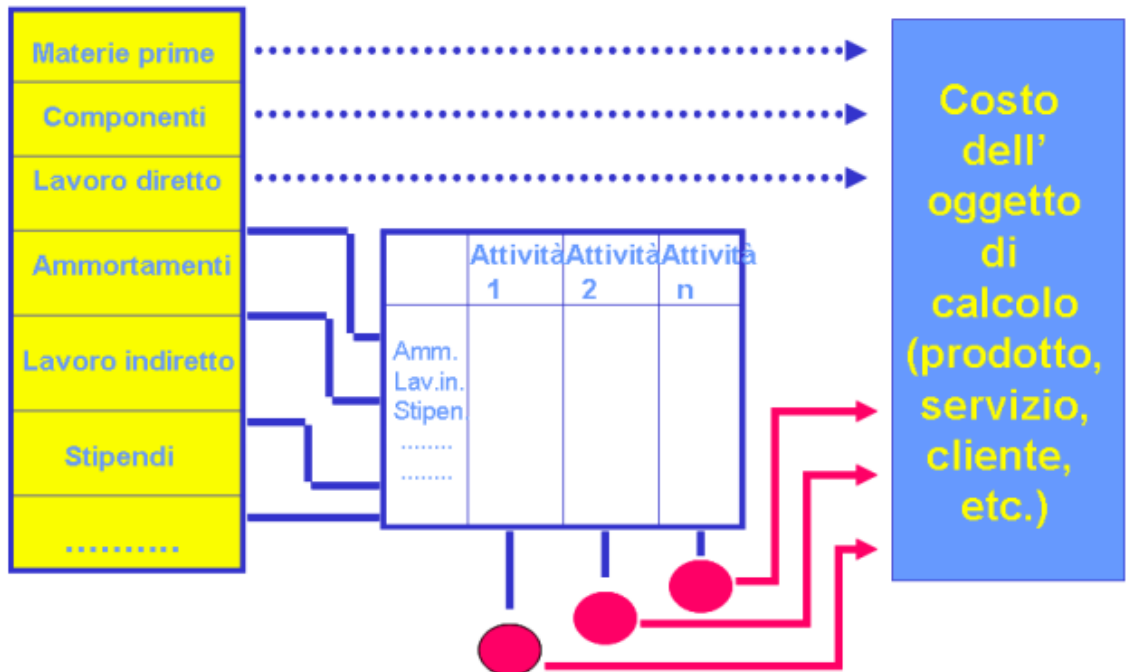 Materie prime
Componenti
Lavoro diretto
Ammortamenti
Lavoro indiretto
Stipendi
..........
Attività
1
Attività
2
Attività
n
Amm.
Lav.in.
Stipen.
........
........
Costo
dell'
oggetto
di
calcolo
(prodotto,
servizio,
cliente,
etc.)